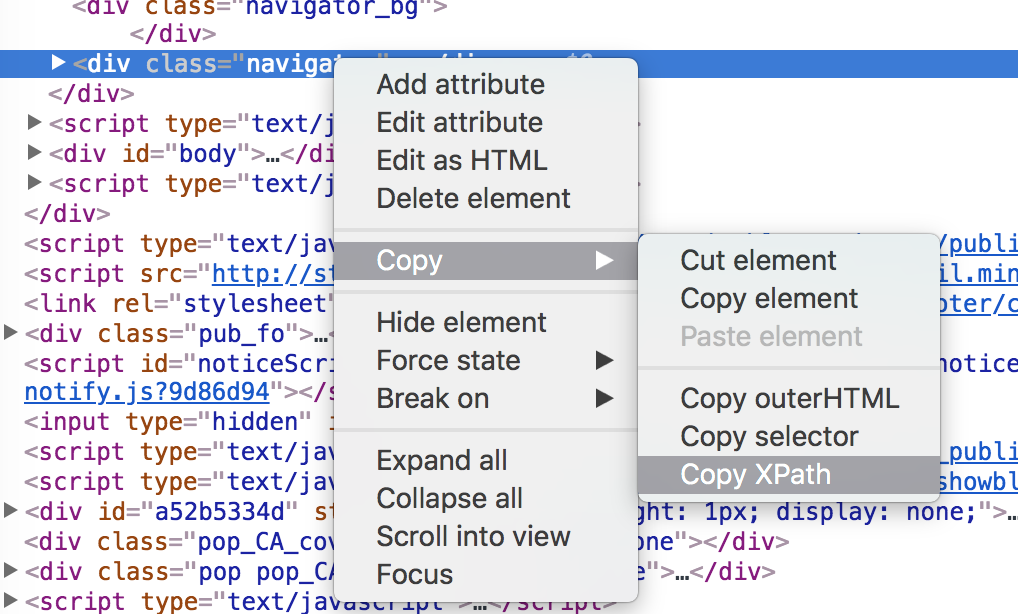 <div class="navigator_bg">
</div>
▶<div class="naviga
</div>
▶<script type="text/j
▶<div id="body">…</di
▶<script type="text/j
</div>
<script type="text/jav /publi
<script src="http://st il.min
<link rel="stylesheet" oter/c
▶<div class="pub_fo">…<
<script id="noticeScri notice
notify.js?9d86d94"></s
<input type="hidden" i
<script type="text/jav _publi
<script type="text/jav showbl
▶<div id="a52b5334d" st ght: 1px; display: none;">…
<div class="pop_CA_cov one"></div>
▶<div class="pop pop_CA e">…</div>
▶<script type="text/javascript">…</script>
Add attribute
Edit attribute
Edit as HTML
Delete element
Copy ▶
Hide element
Force state ▶
Break on ▶
Expand all
Collapse all
Scroll into view
Focus
Cut element
Copy element
Paste element
Copy outerHTML
Copy selector
Copy XPath